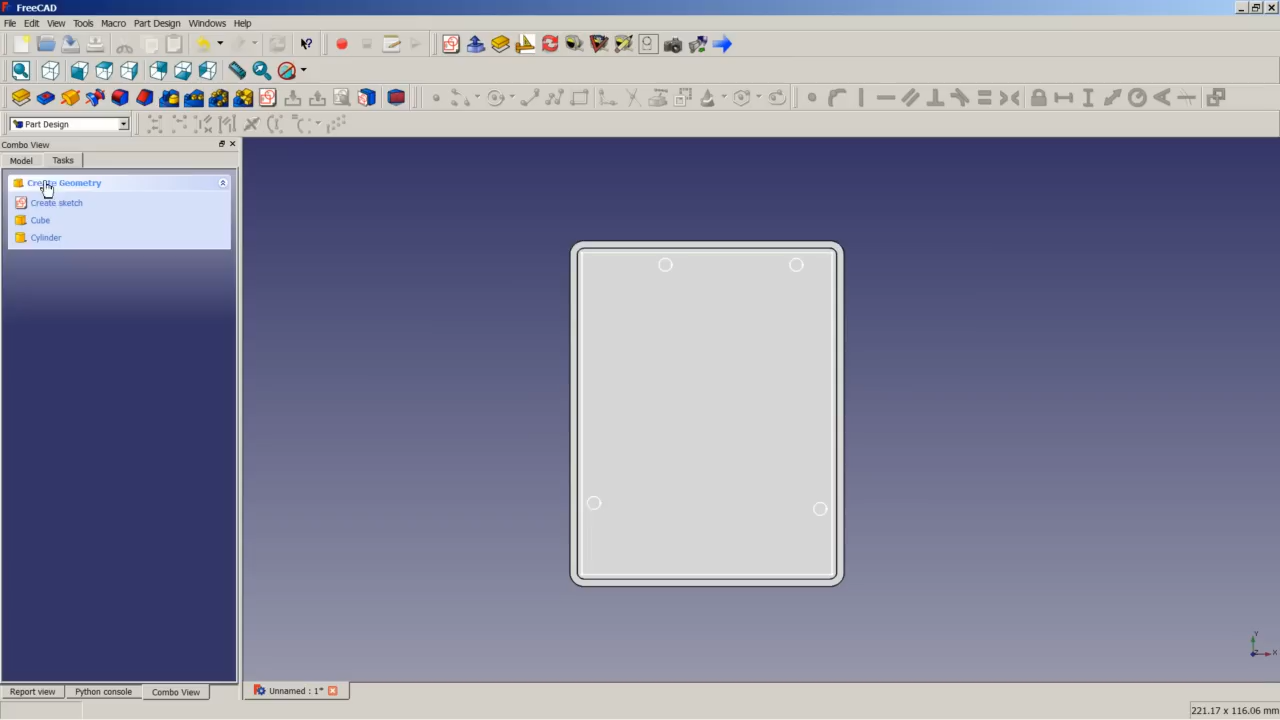 FreeCAD
File Edit View Tools Macro Part Design Windows Help
Part Design
Combo View
Model Tasks
Create Geometry
Create sketch
Cube
Cylinder
Y
X
Report view Python console Combo View
Unnamed : 1*
221.17 x 116.06 mm